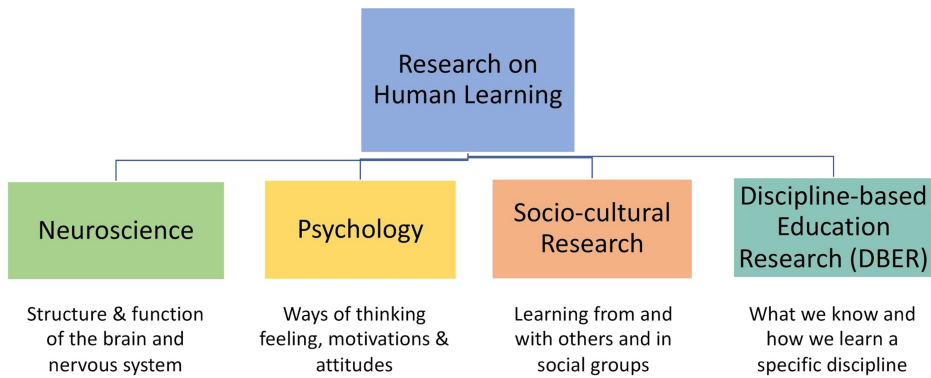 Research on
Human Learning
Neuroscience
Psychology
Socio-cultural
Research
Discipline-based
Education
Research (DBER)
Structure & function
of the brain and
nervous system
Ways of thinking
feeling, motivations &
attitudes
Learning from and
with others and in
social groups
What we know and
how we learn a
specific discipline